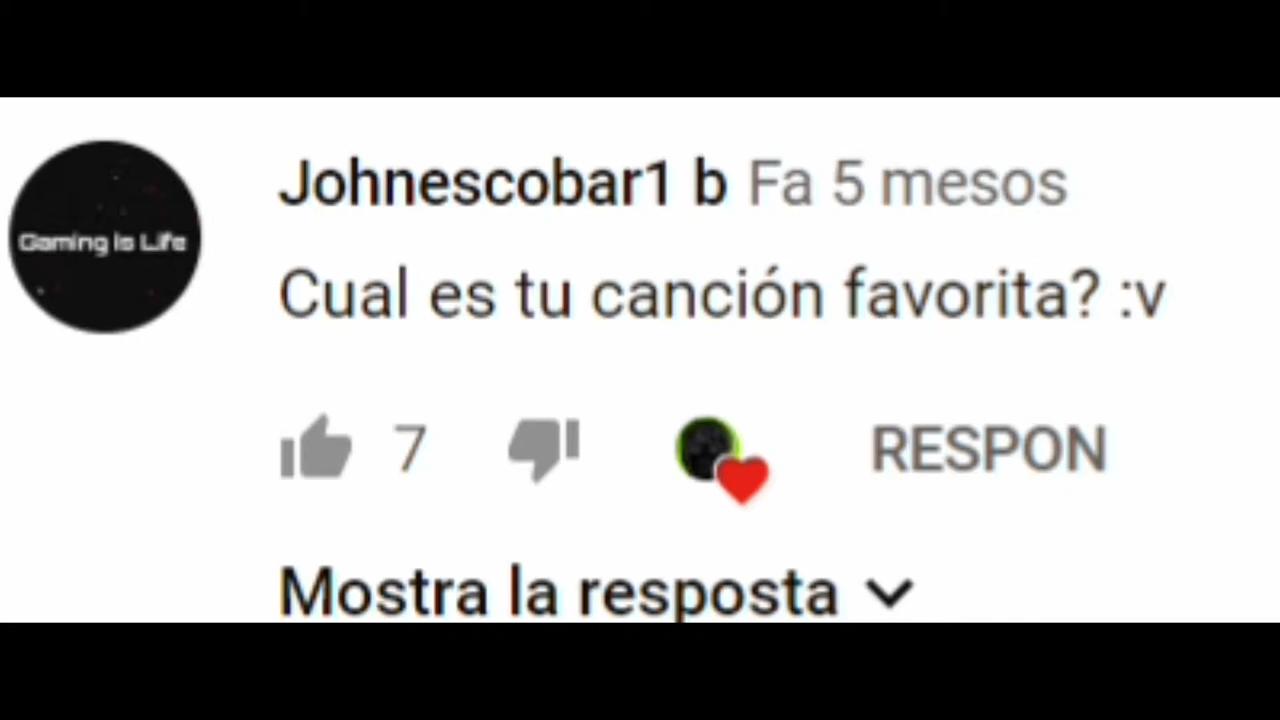 Gaming is Life
Johnescobar1 b Fa 5 mesos
Cual es tu canción favorita? :v
7 RESPON
Mostra la resposta